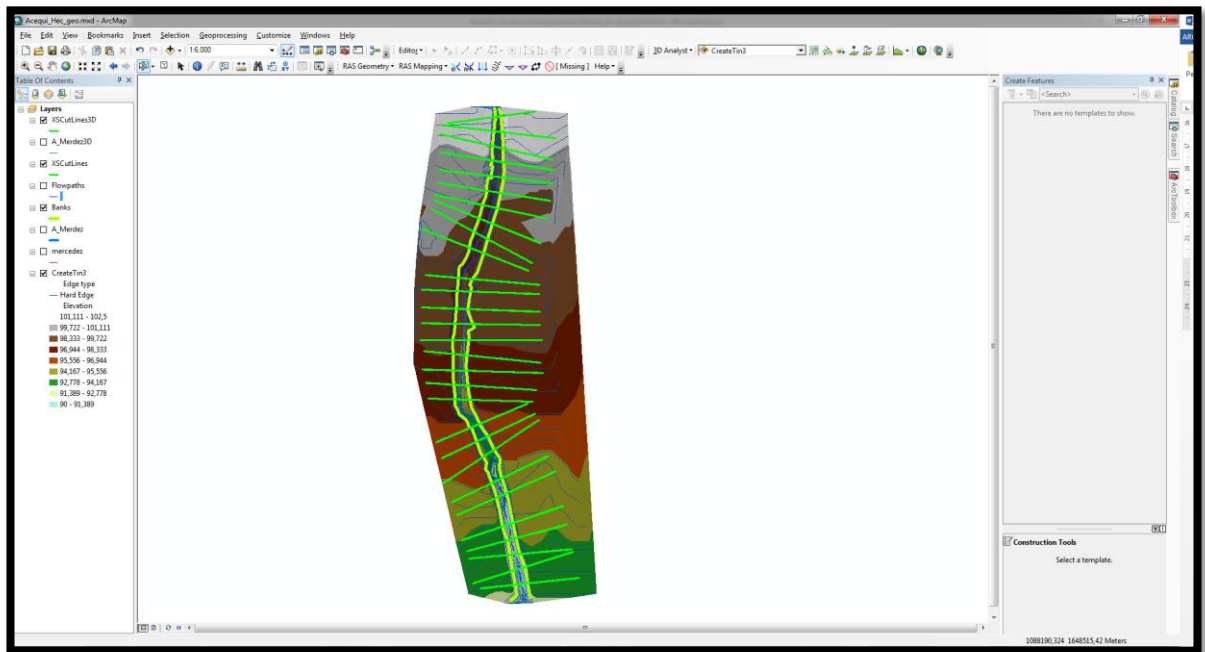 Acequi_Hec_geo.mxd - ArcMap
File Edit View Bookmarks Insert Selection Geoprocessing Customize Windows Help
1:6.000
Editor
3D Analyst
CreateTin3
RAS Geometry RAS Mapping
[ Missing ] Help
Table Of Contents
Layers
XSCutLines3D
A_Merdez3D
XSCutLines
Flowpaths
Banks
A_Merdez
mercedez
CreateTin3
Edge type
Hard Edge
Elevation
101,111 - 102,5
99,722 - 101,111
98,333 - 99,722
96,944 - 98,333
95,556 - 96,944
94,167 - 95,556
92,778 - 94,167
91,389 - 92,778
90 - 91,389
Create Features
<Search>
There are no templates to show.
Construction Tools
Select a template.
Catalog
Search
ArcToolbox
1088190,324 1648515,42 Meters